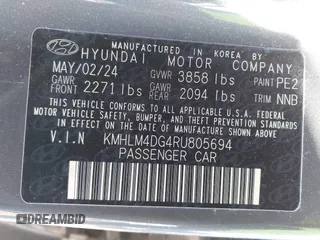 MANUFACTURED IN KOREA BY
HYUNDAI MOTOR COMPANY
MAY/02/24 GVWR 3858 lbs PAINT PE2
GAWR FRONT 2271 lbs GAWR REAR 2094 lbs TRIM NNB
THIS VEHICLE CONFORMS TO ALL APPLICABLE U.S.A. FEDERAL
MOTOR VEHICLE SAFETY, BUMPER, AND THEFT PREVENTION
STANDARDS IN EFFECT ON THE DATE OF MANUFACTURE
SHOWN ABOVE.
V.I.N KMHLM4DG4RU805694
PASSENGER CAR
DREAMBID